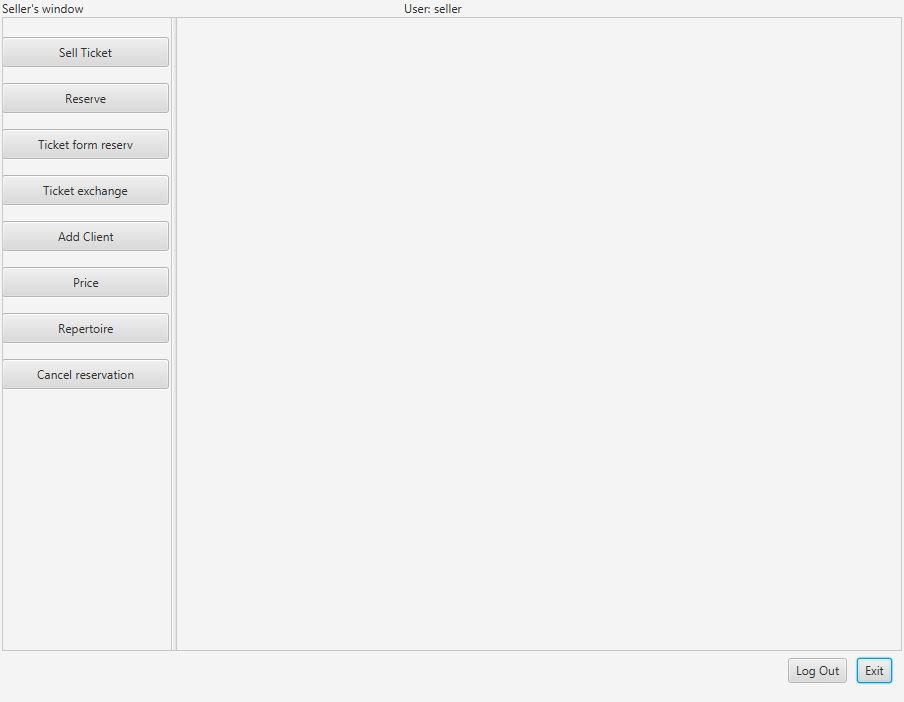 Seller's window
User: seller
Sell Ticket
Reserve
Ticket form reserv
Ticket exchange
Add Client
Price
Repertoire
Cancel reservation
Log Out
Exit